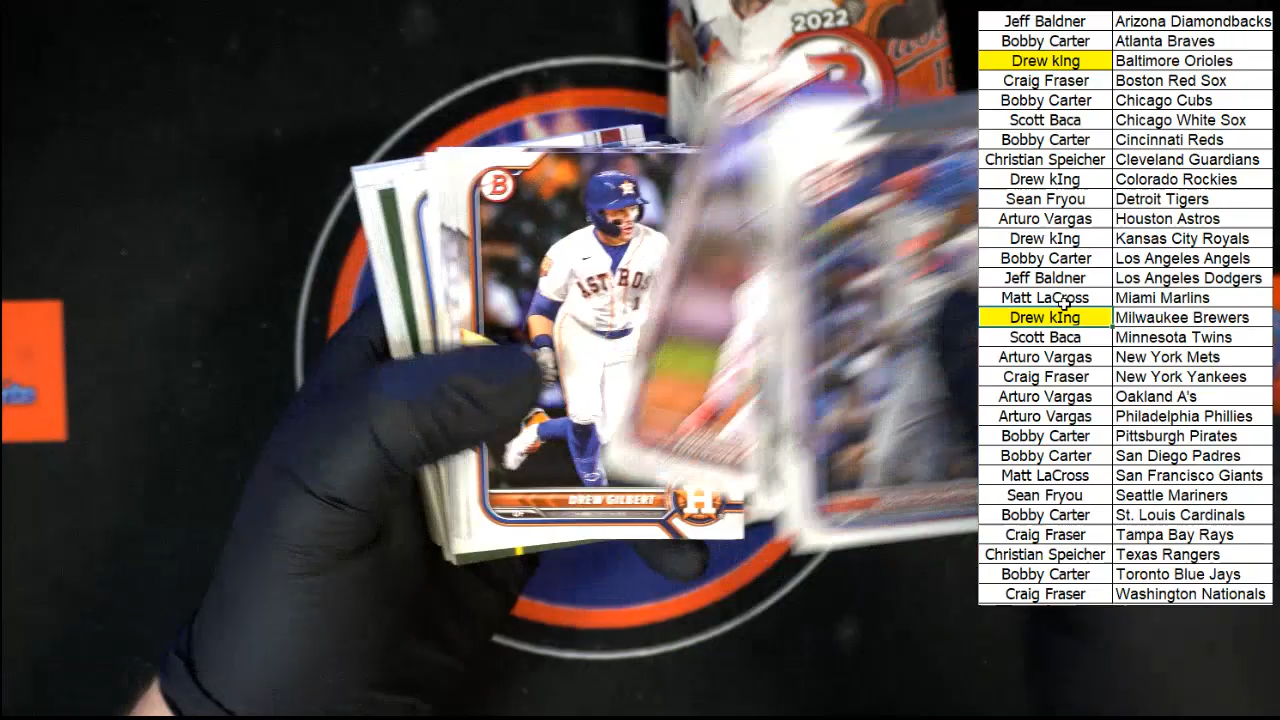 2022
B
B
ASTROS
1
DREW GILBERT
OF
H
Jeff Baldner Arizona Diamondbacks
Bobby Carter Atlanta Braves
Drew kIng Baltimore Orioles
Craig Fraser Boston Red Sox
Bobby Carter Chicago Cubs
Scott Baca Chicago White Sox
Bobby Carter Cincinnati Reds
Christian Speicher Cleveland Guardians
Drew kIng Colorado Rockies
Sean Fryou Detroit Tigers
Arturo Vargas Houston Astros
Drew kIng Kansas City Royals
Bobby Carter Los Angeles Angels
Jeff Baldner Los Angeles Dodgers
Matt LaCross Miami Marlins
Drew kIng Milwaukee Brewers
Scott Baca Minnesota Twins
Arturo Vargas New York Mets
Craig Fraser New York Yankees
Arturo Vargas Oakland A's
Arturo Vargas Philadelphia Phillies
Bobby Carter Pittsburgh Pirates
Bobby Carter San Diego Padres
Matt LaCross San Francisco Giants
Sean Fryou Seattle Mariners
Bobby Carter St. Louis Cardinals
Craig Fraser Tampa Bay Rays
Christian Speicher Texas Rangers
Bobby Carter Toronto Blue Jays
Craig Fraser Washington Nationals